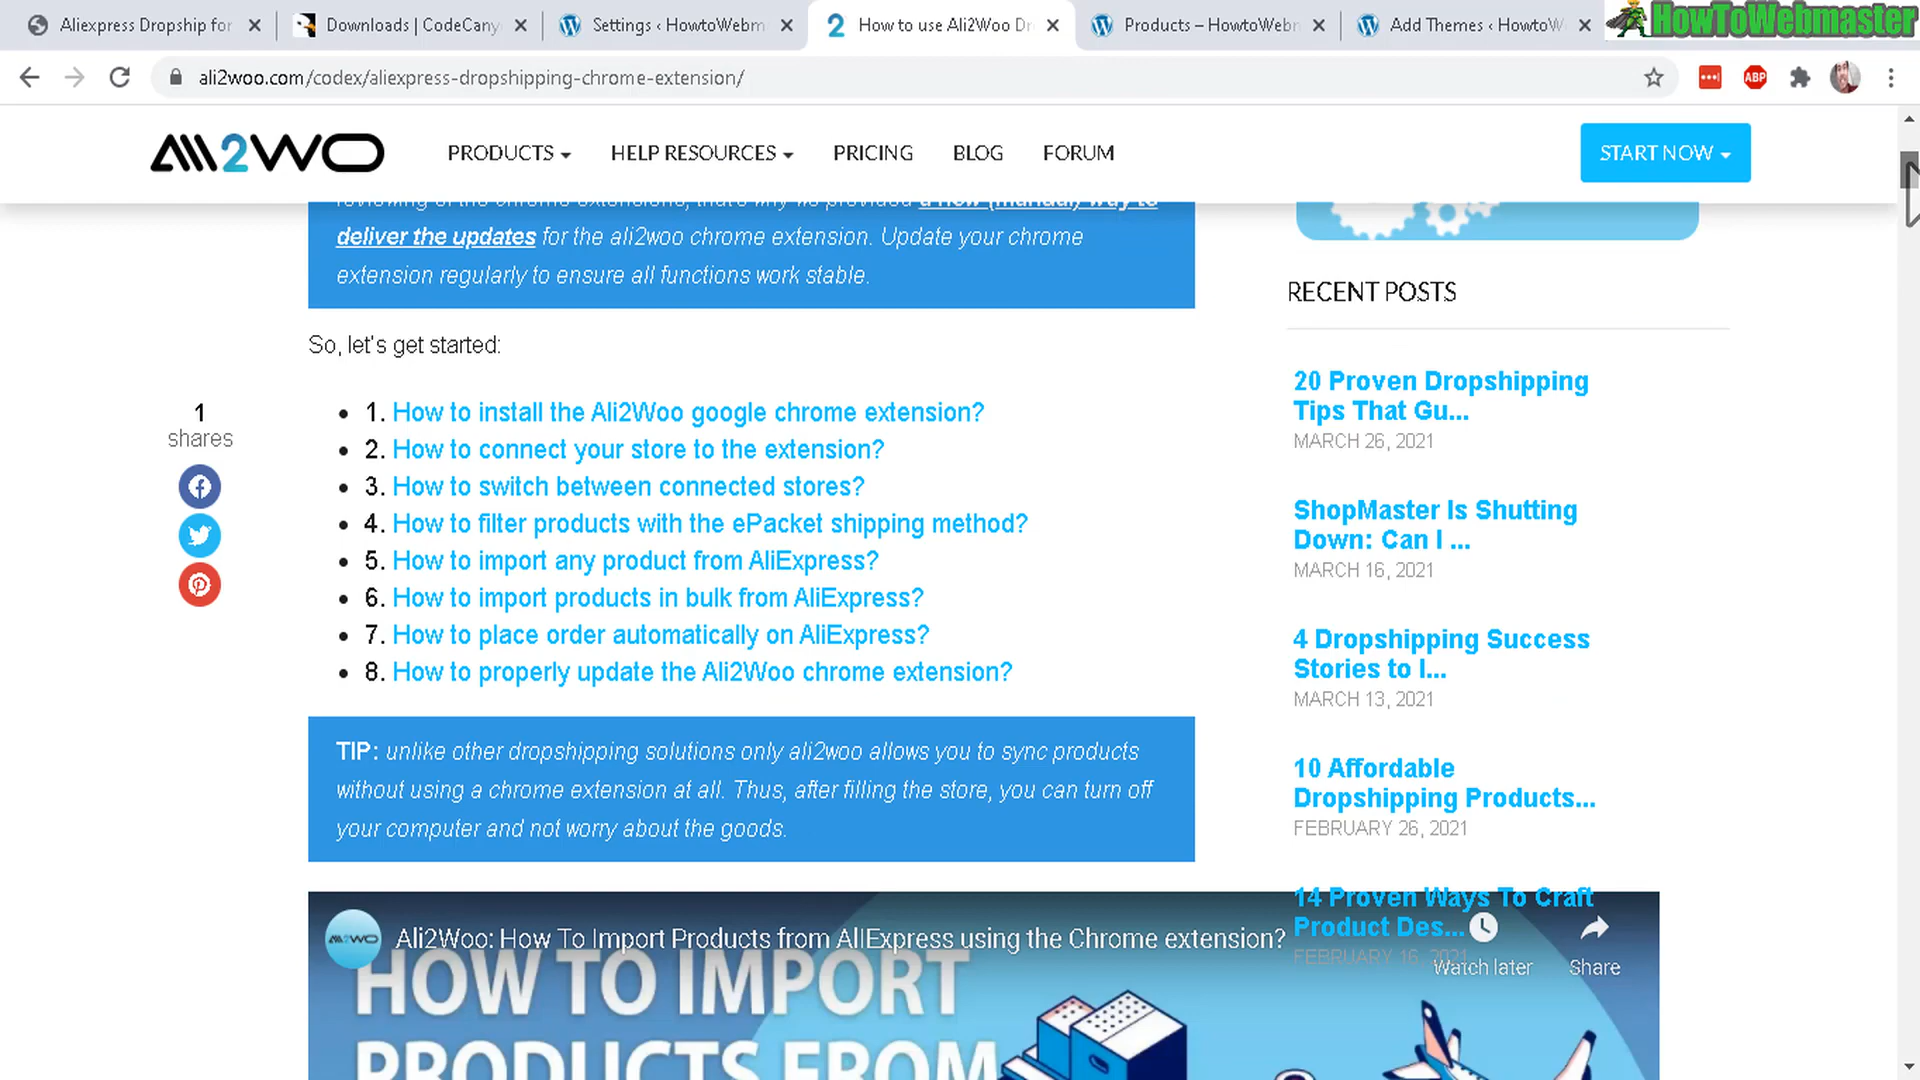 Aliexpress Dropship for
Downloads | CodeCany
Settings ‹ HowtoWebm
How to use Ali2Woo Dr
Products – HowtoWebn
Add Themes ‹ HowtoW
HowToWebmaster
ali2woo.com/codex/aliexpress-dropshipping-chrome-extension/
ABP
ALI2WOO
PRODUCTS
HELP RESOURCES
PRICING
BLOG
FORUM
START NOW
deliver the updates for the ali2woo chrome extension. Update your chrome
extension regularly to ensure all functions work stable.
So, let's get started:
1
shares
• 1. How to install the Ali2Woo google chrome extension?
• 2. How to connect your store to the extension?
• 3. How to switch between connected stores?
• 4. How to filter products with the ePacket shipping method?
• 5. How to import any product from AliExpress?
• 6. How to import products in bulk from AliExpress?
• 7. How to place order automatically on AliExpress?
• 8. How to properly update the Ali2Woo chrome extension?
TIP: unlike other dropshipping solutions only ali2woo allows you to sync products
without using a chrome extension at all. Thus, after filling the store, you can turn off
your computer and not worry about the goods.
Ali2Woo: How To Import Products from AlIExpress using the Chrome extension?
Watch later
Share
HOW TO IMPORT
PRODUCTS FROM
RECENT POSTS
20 Proven Dropshipping
Tips That Gu...
MARCH 26, 2021
ShopMaster Is Shutting
Down: Can I ...
MARCH 16, 2021
4 Dropshipping Success
Stories to I...
MARCH 13, 2021
10 Affordable
Dropshipping Products...
FEBRUARY 26, 2021
14 Proven Ways To Craft
Product Des...
FEBRUARY 16, 2021